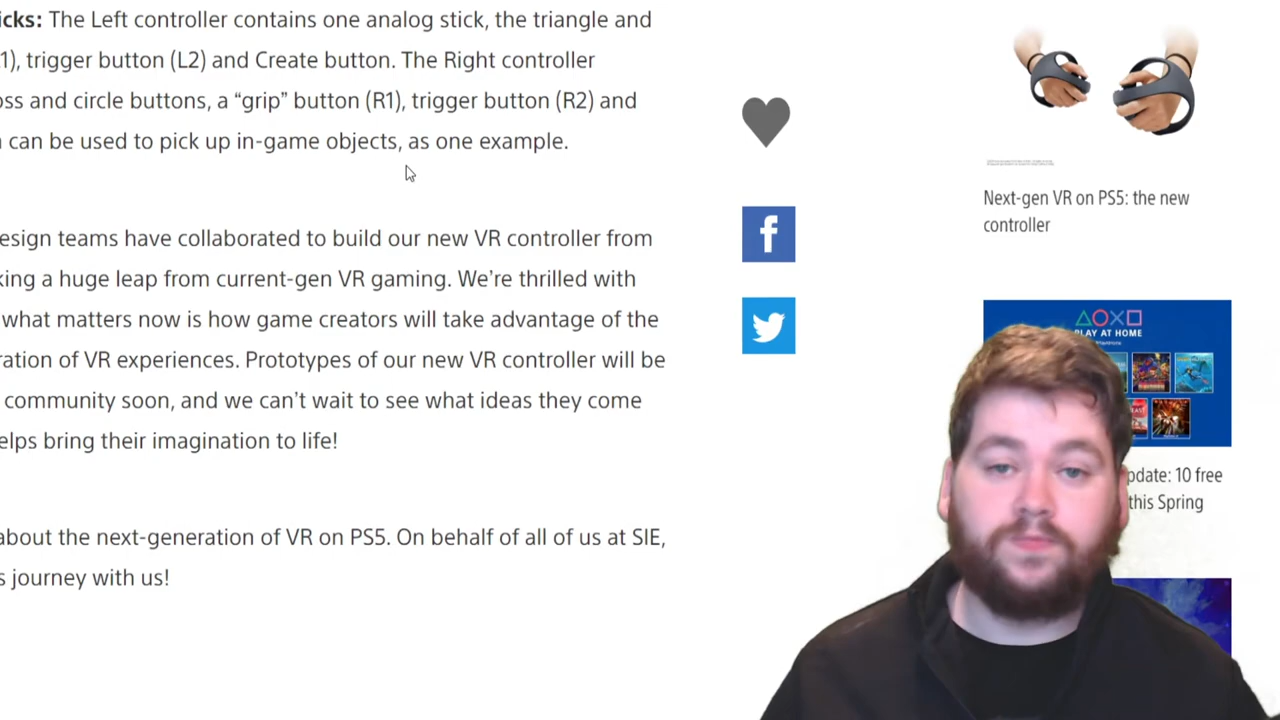 icks: The Left controller contains one analog stick, the triangle and
1), trigger button (L2) and Create button. The Right controller
oss and circle buttons, a “grip” button (R1), trigger button (R2) and
n can be used to pick up in-game objects, as one example.
esign teams have collaborated to build our new VR controller from
king a huge leap from current-gen VR gaming. We’re thrilled with
what matters now is how game creators will take advantage of the
ration of VR experiences. Prototypes of our new VR controller will be
community soon, and we can’t wait to see what ideas they come
elps bring their imagination to life!
about the next-generation of VR on PS5. On behalf of all of us at SIE,
s journey with us!
Next-gen VR on PS5: the new
controller
PLAY AT HOME
pdate: 10 free
this Spring